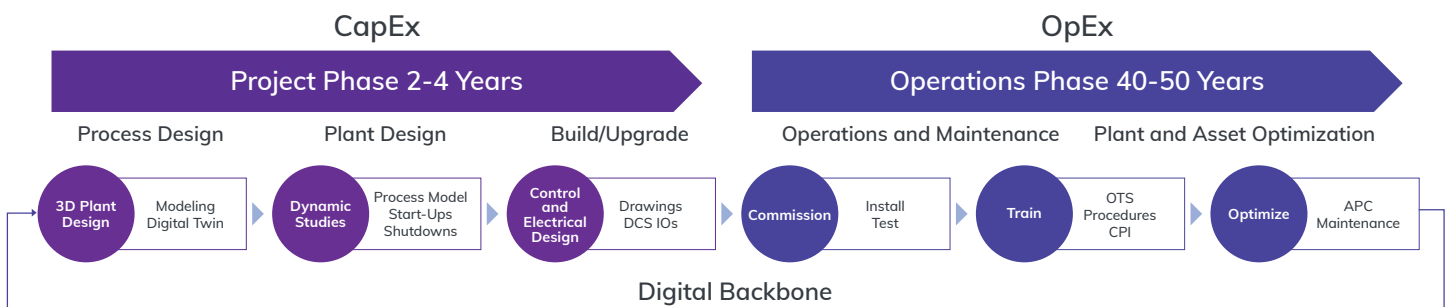 CapEx
OpEx
Project Phase 2-4 Years
Operations Phase 40-50 Years
Process Design
Plant Design
Build/Upgrade
Operations and Maintenance
Plant and Asset Optimization
3D Plant
Design
Modeling
Digital Twin
Dynamic
Studies
Process Model
Start-Ups
Shutdowns
Control
and
Electrical
Design
Drawings
DCS IOs
Commission
Install
Test
Train
OTS
Procedures
CPI
Optimize
APC
Maintenance
Digital Backbone